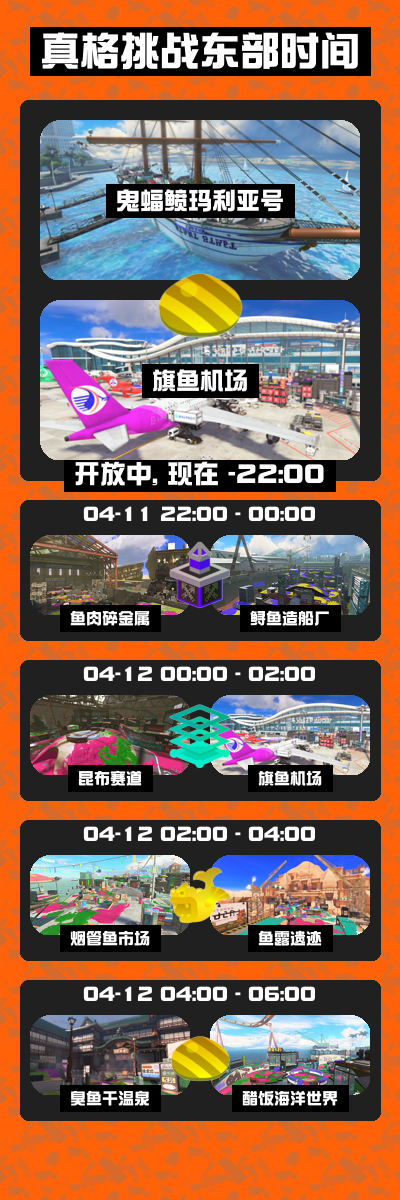 真格挑战东部时间
鬼蝠鲼玛利亚号
旗鱼机场
开放中, 现在 -22:00
04-11 22:00 - 00:00
鱼肉碎金属
鲟鱼造船厂
04-12 00:00 - 02:00
昆布赛道
旗鱼机场
04-12 02:00 - 04:00
烟管鱼市场
鱼露遗迹
04-12 04:00 - 06:00
臭鱼干温泉
醋饭海洋世界